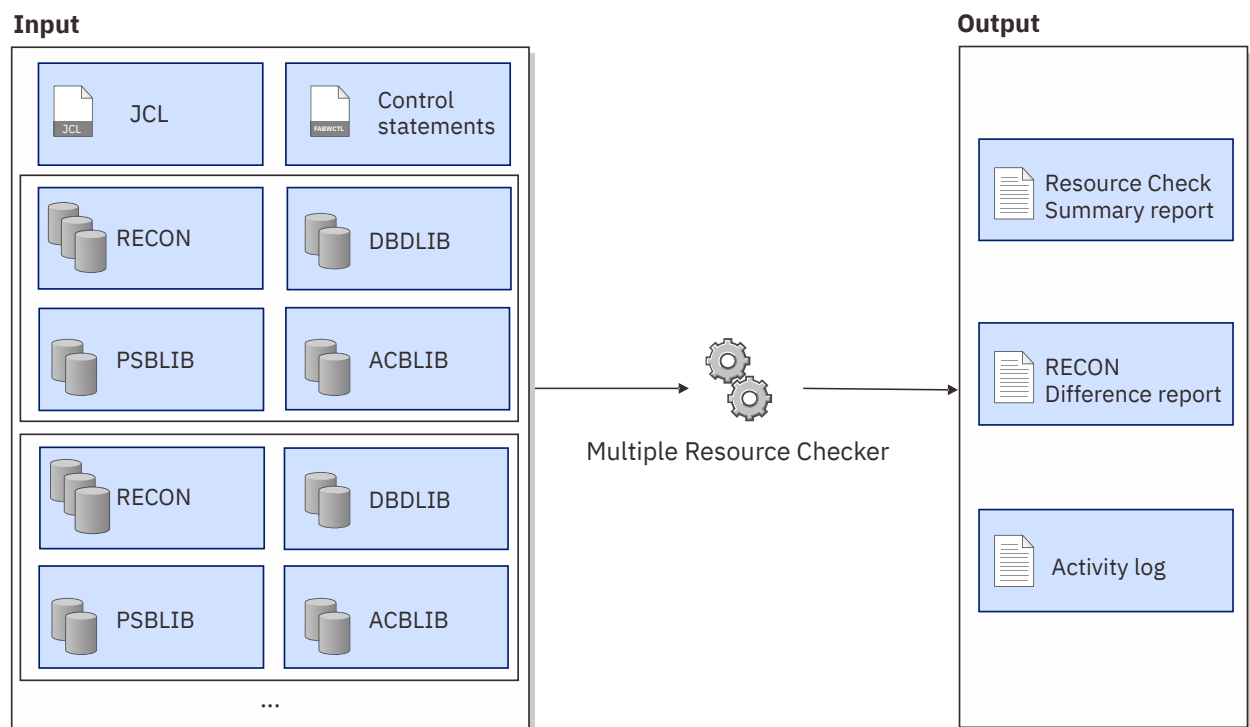 Input
Output
JCL
JCL
FABWCTL
Control
statements
RECON
DBDLIB
PSBLIB
ACBLIB
RECON
DBDLIB
PSBLIB
ACBLIB
...
Multiple Resource Checker
Resource Check
Summary report
RECON
Difference report
Activity log